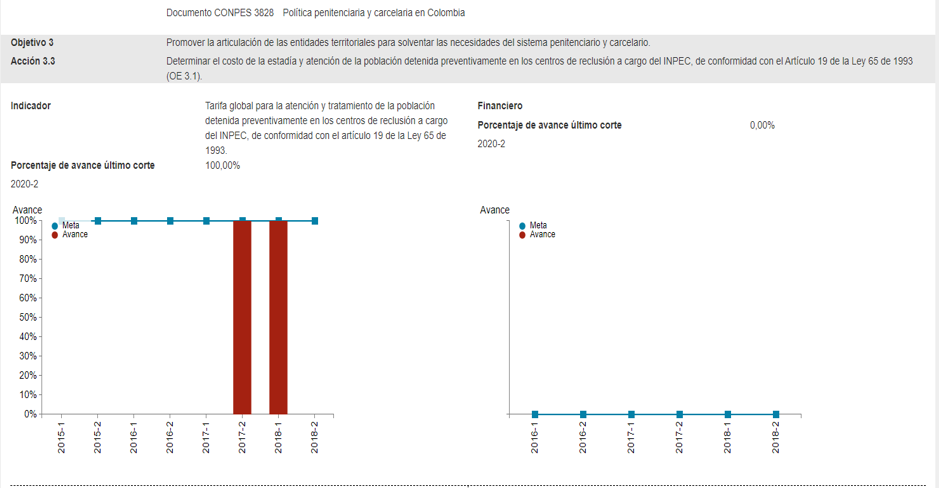 Documento CONPES 3828 Política penitenciaria y carcelaria en Colombia
Objetivo 3 Promover la articulación de las entidades territoriales para solventar las necesidades del sistema penitenciario y carcelario.
Acción 3.3 Determinar el costo de la estadía y atención de la población detenida preventivamente en los centros de reclusión a cargo del INPEC, de conformidad con el Artículo 19 de la Ley 65 de 1993
(OE 3.1).
Indicador Tarifa global para la atención y tratamiento de la población
detenida preventivamente en los centros de reclusión a cargo
del INPEC, de conformidad con el artículo 19 de la Ley 65 de
1993.
Porcentaje de avance último corte 100,00%
2020-2
Financiero
Porcentaje de avance último corte 0,00%
2020-2
Avance
100%
90%
80%
70%
60%
50%
40%
30%
20%
10%
0%
Meta
Avance
2015-1
2015-2
2016-1
2016-2
2017-1
2017-2
2018-1
2018-2
Avance
Meta
Avance
2016-1
2016-2
2017-1
2017-2
2018-1
2018-2